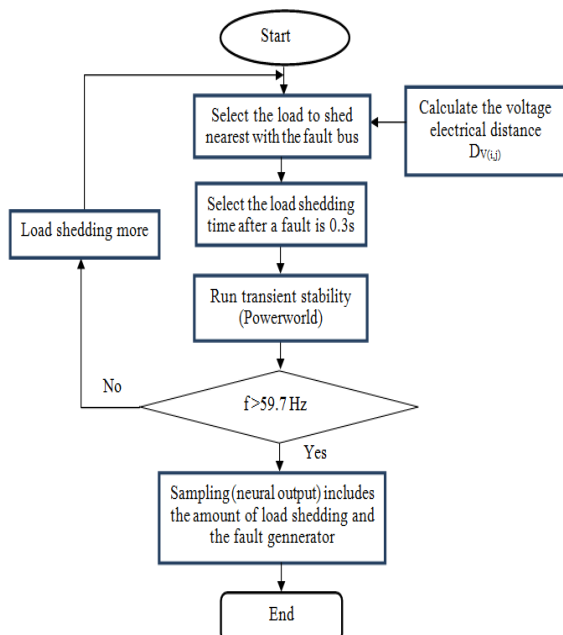 Start
Select the load to shed
nearest with the fault bus
Calculate the voltage
electrical distance
Dv(i,j)
Select the load shedding
time after a fault is 0.3s
Load shedding more
Run transient stability
(Powerworld)
No
f>59.7 Hz
Yes
Sampling (neural output) includes
the amount of load shedding and
the fault gennerator
End